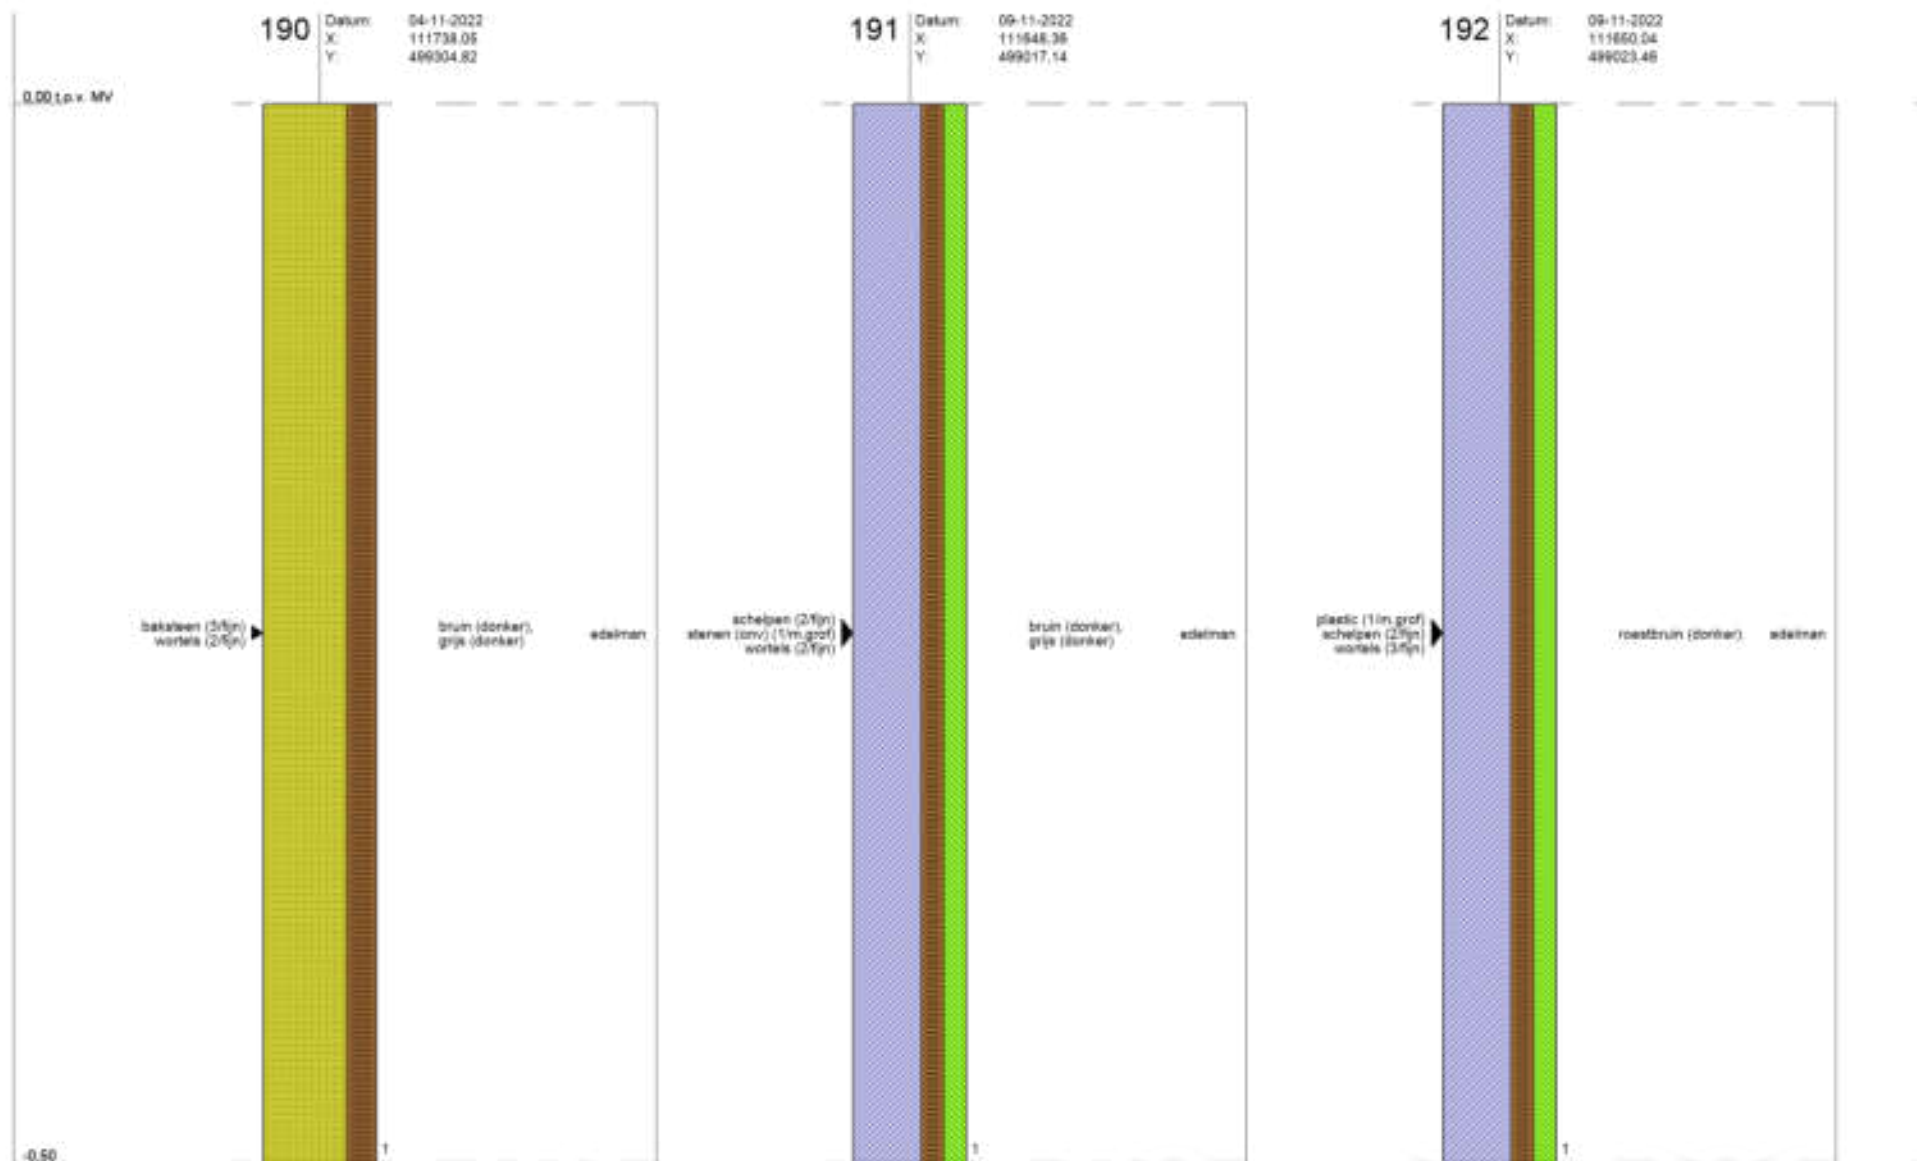 190
Datum: 04-11-2022
X: 111738.05
Y: 499304.82
191
Datum: 09-11-2022
X: 111646.36
Y: 499017.14
192
Datum: 09-11-2022
X: 111650.04
Y: 499023.46
0.00 t.o.v. MV
baksteen (3/fijn)
wortels (2/fijn)
bruin (donker),
grijs (donker)
edelman
schelpen (2/fijn)
stenen (onv) (1/m.grof)
wortels (2/fijn)
bruin (donker),
grijs (donker)
edelman
plastic (1/m.grof)
schelpen (2/fijn)
wortels (3/fijn)
roestbruin (donker)
edelman
-0.50
1
1
1